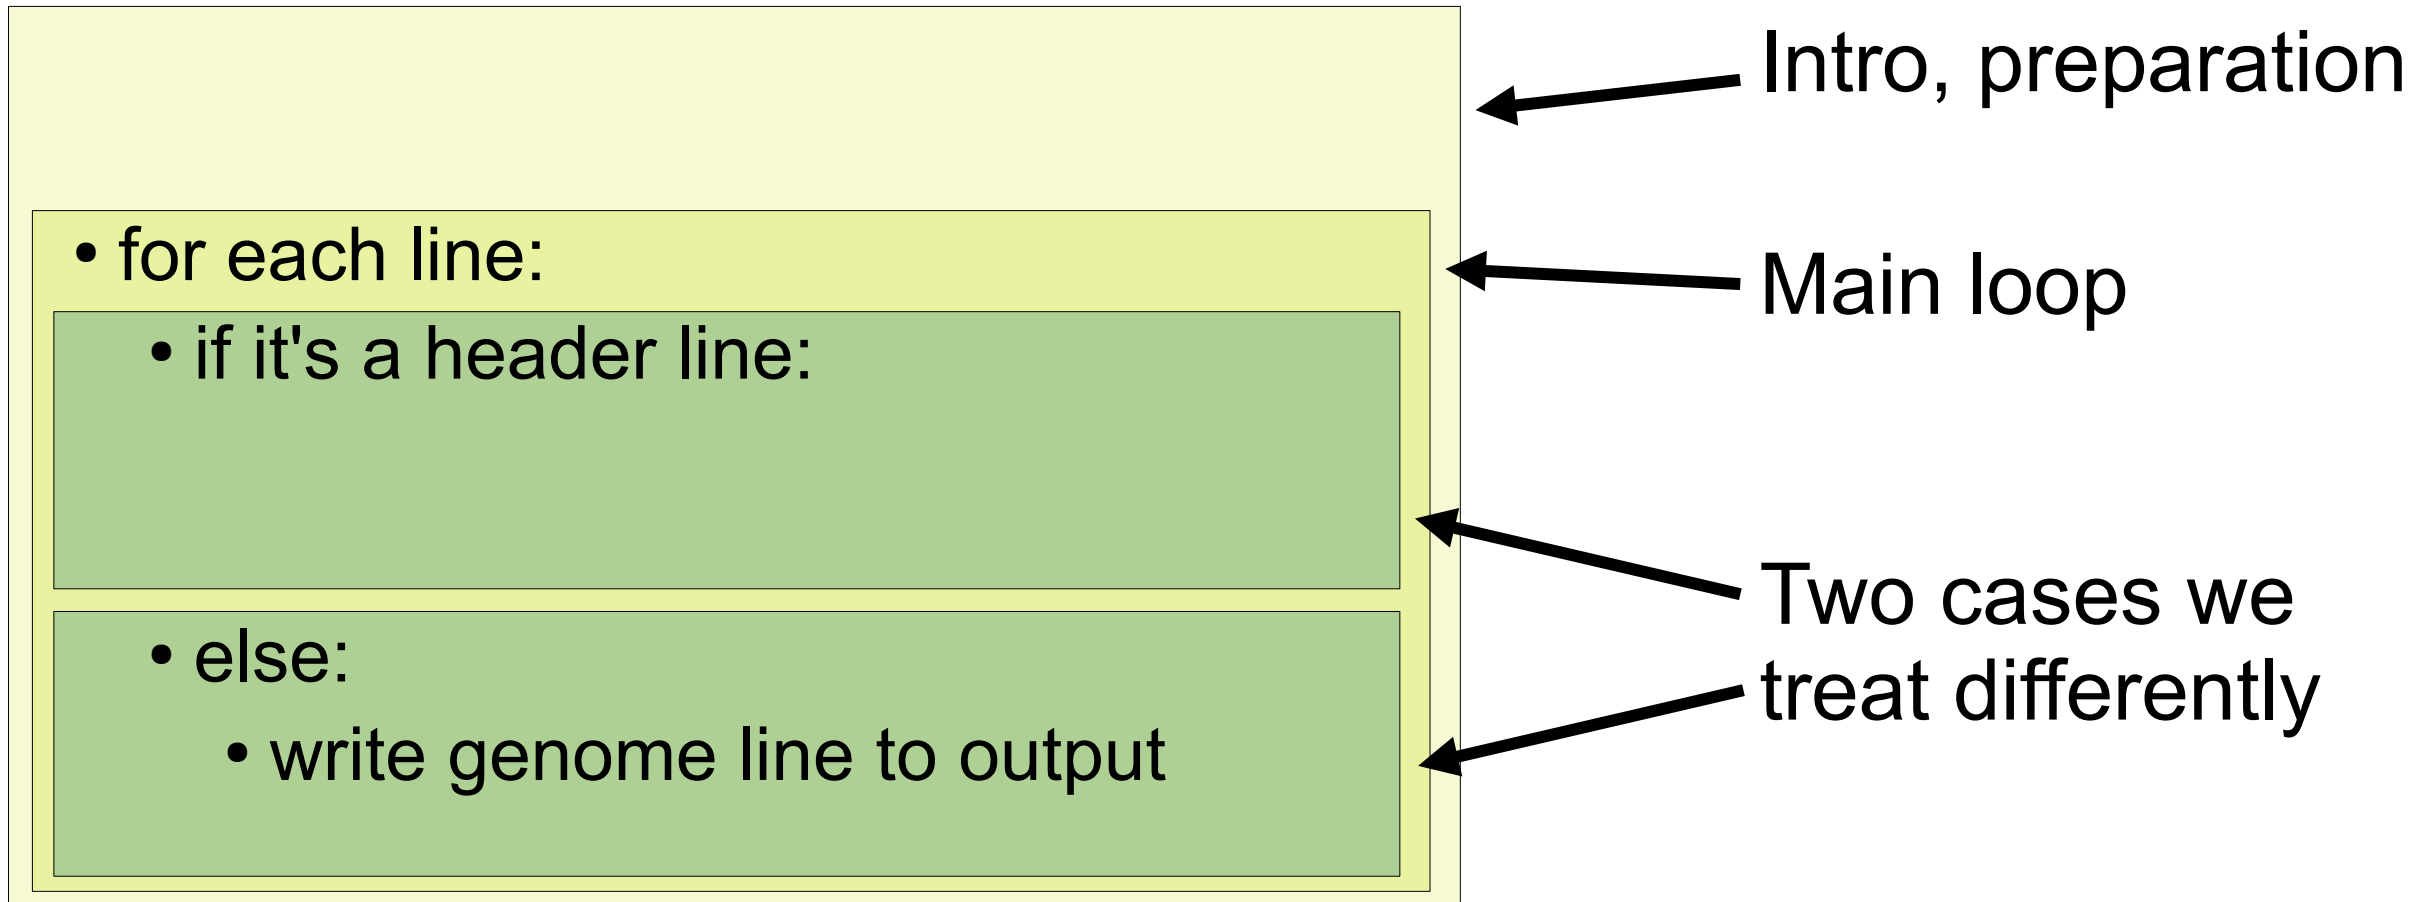 Intro, preparation
• for each line:
Main loop
• if it's a header line:
Two cases we
treat differently
• else:
• write genome line to output